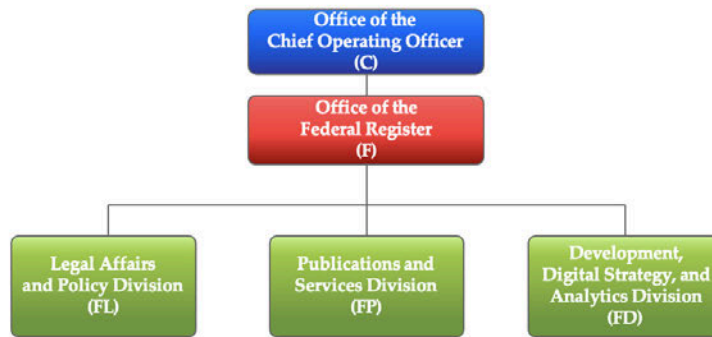 Office of the
Chief Operating Officer
(C)
Office of the
Federal Register
(F)
Legal Affairs
and Policy Division
(FL)
Publications and
Services Division
(FP)
Development,
Digital Strategy, and
Analytics Division
(FD)